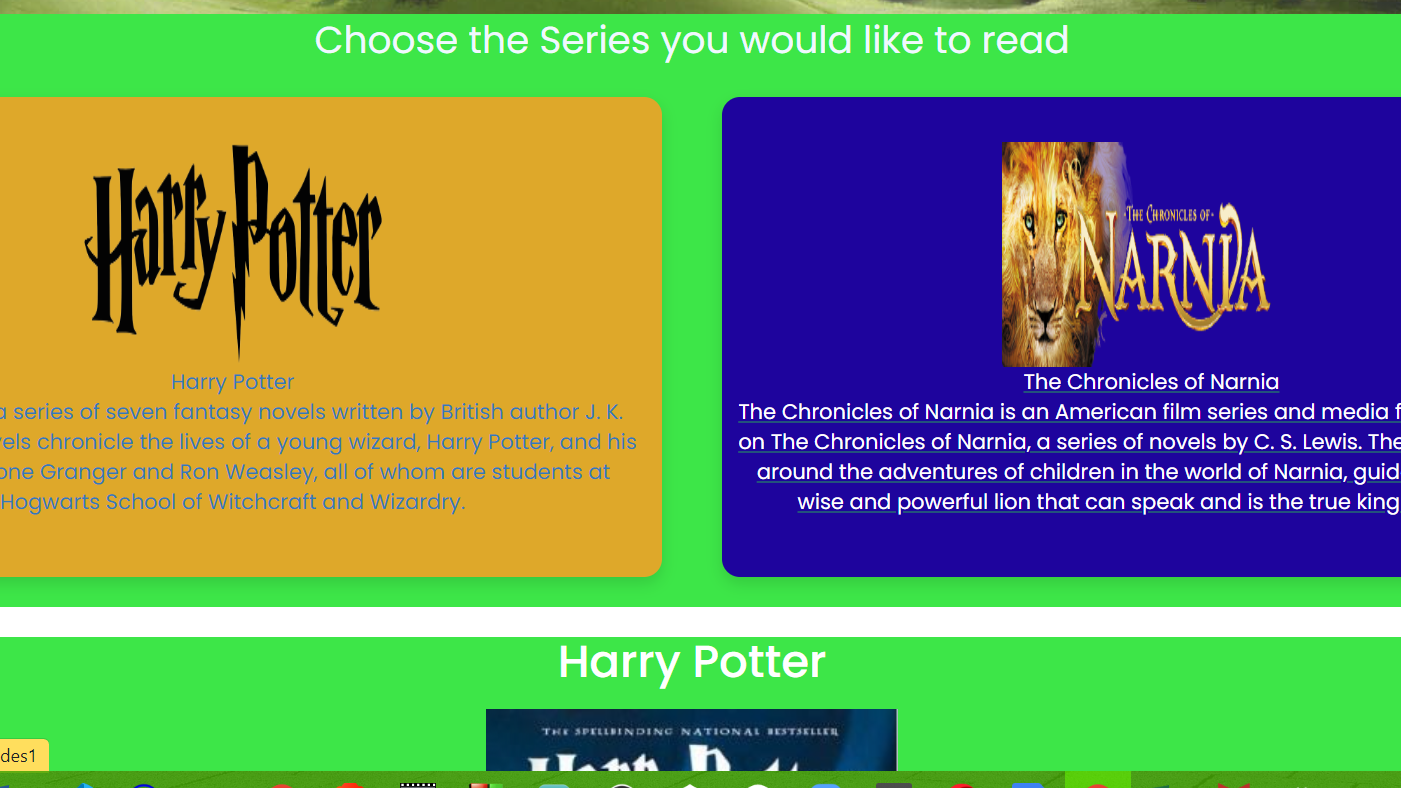 Choose the Series you would like to read
Harry Potter
Harry Potter
a series of seven fantasy novels written by British author J. K.
vels chronicle the lives of a young wizard, Harry Potter, and his
one Granger and Ron Weasley, all of whom are students at
Hogwarts School of Witchcraft and Wizardry.
THE CHRONICLES OF
NARNIA
The Chronicles of Narnia
The Chronicles of Narnia is an American film series and media f
on The Chronicles of Narnia, a series of novels by C. S. Lewis. The
around the adventures of children in the world of Narnia, guid
wise and powerful lion that can speak and is the true king
Harry Potter
THE SPELLBINDING NATIONAL BESTSELLER
Harry Potter
des1